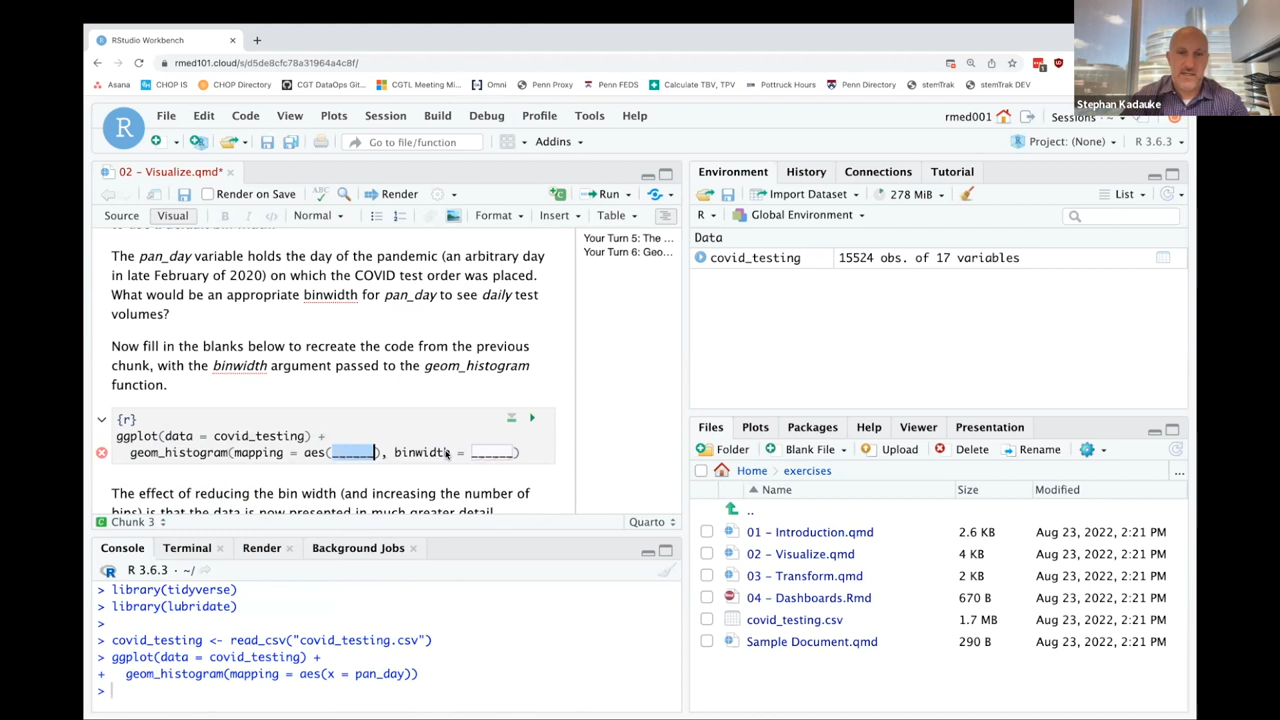 RStudio Workbench
rmed101.cloud/s/d5de8cfc78a31964a4c8f/
Asana CHOP IS CHOP Directory CGT DataOps Git... CGTL Meeting Mi... Omni Penn Proxy Penn FEDS Calculate TBV, TPV Pottruck Hours Penn Directory stemTrak stemTrak DEV
Stephan Kadauke
File Edit Code View Plots Session Build Debug Profile Tools Help
rmed001 Sessions
Go to file/function Addins
Project: (None) R 3.6.3
02 – Visualize.qmd*
Render on Save Render Run
Source Visual B I Normal Format Insert Table
The pan_day variable holds the day of the pandemic (an arbitrary day
in late February of 2020) on which the COVID test order was placed.
What would be an appropriate binwidth for pan_day to see daily test
volumes?
Now fill in the blanks below to recreate the code from the previous
chunk, with the binwidth argument passed to the geom_histogram
function.
{r}
ggplot(data = covid_testing) +
geom_histogram(mapping = aes(______), binwidth = ______)
The effect of reducing the bin width (and increasing the number of
bins) is that the data is now presented in much greater detail
Chunk 3 Quarto
Your Turn 5: The ...
Your Turn 6: Geo...
Console Terminal Render Background Jobs
R 3.6.3 · ~/
> library(tidyverse)
> library(lubridate)
>
> covid_testing <- read_csv("covid_testing.csv")
> ggplot(data = covid_testing) +
+ geom_histogram(mapping = aes(x = pan_day))
>
Environment History Connections Tutorial
Import Dataset 278 MiB List
R Global Environment
Data
covid_testing 15524 obs. of 17 variables
Files Plots Packages Help Viewer Presentation
Folder Blank File Upload Delete Rename
Home exercises ...
Name Size Modified
..
01 – Introduction.qmd 2.6 KB Aug 23, 2022, 2:21 PM
02 – Visualize.qmd 4 KB Aug 23, 2022, 2:21 PM
03 – Transform.qmd 2 KB Aug 23, 2022, 2:21 PM
04 – Dashboards.Rmd 670 B Aug 23, 2022, 2:21 PM
covid_testing.csv 1.7 MB Aug 23, 2022, 2:21 PM
Sample Document.qmd 290 B Aug 23, 2022, 2:21 PM